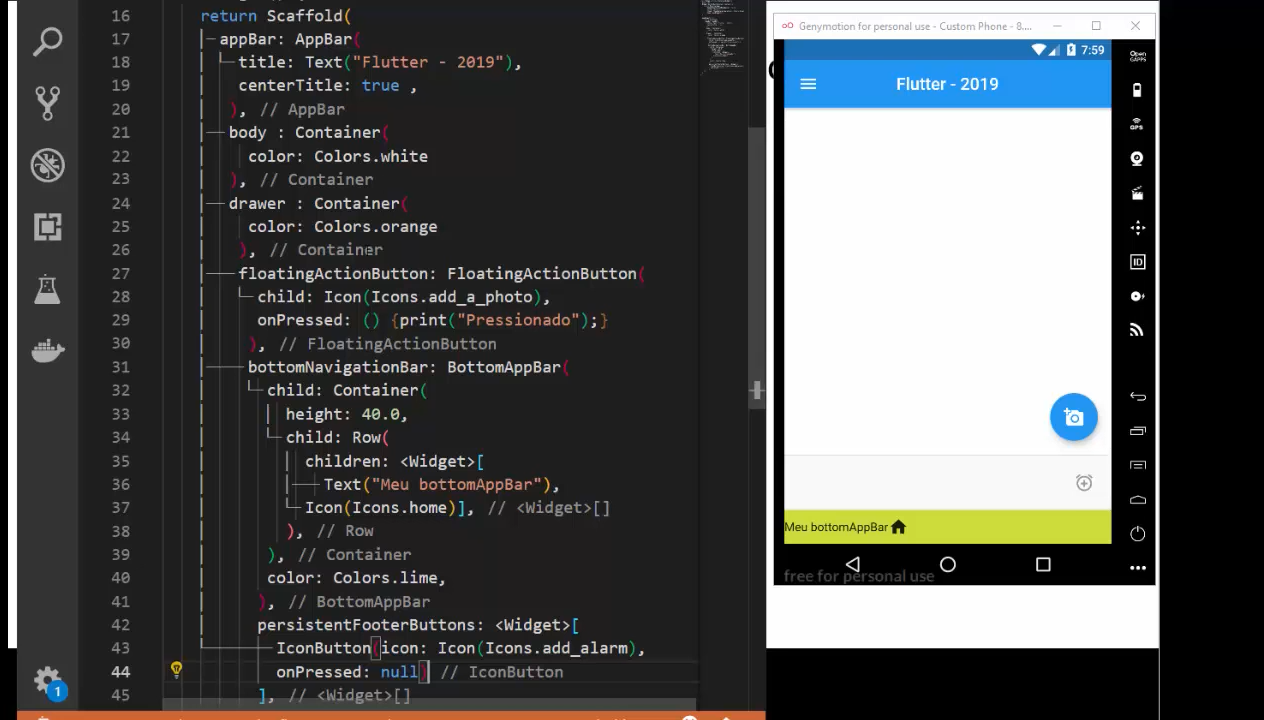 16 return Scaffold(
17 appBar: AppBar(
18 title: Text("Flutter - 2019"),
19 centerTitle: true ,
20 ), // AppBar
21 body : Container(
22 color: Colors.white
23 ), // Container
24 drawer : Container(
25 color: Colors.orange
26 ), // Container
27 floatingActionButton: FloatingActionButton(
28 child: Icon(Icons.add_a_photo),
29 onPressed: () {print("Pressionado");}
30 ), // FloatingActionButton
31 bottomNavigationBar: BottomAppBar(
32 child: Container(
33 height: 40.0,
34 child: Row(
35 children: <Widget>[
36 Text("Meu bottomAppBar"),
37 Icon(Icons.home)], // <Widget>[]
38 ), // Row
39 ), // Container
40 color: Colors.lime,
41 ), // BottomAppBar
42 persistentFooterButtons: <Widget>[
43 IconButton(icon: Icon(Icons.add_alarm),
44 onPressed: null) // IconButton
45 ], // <Widget>[]
1
Genymotion for personal use - Custom Phone - 8....
7:59
Flutter - 2019
Meu bottomAppBar
free for personal use
Open
GAPPS
GPS
ID